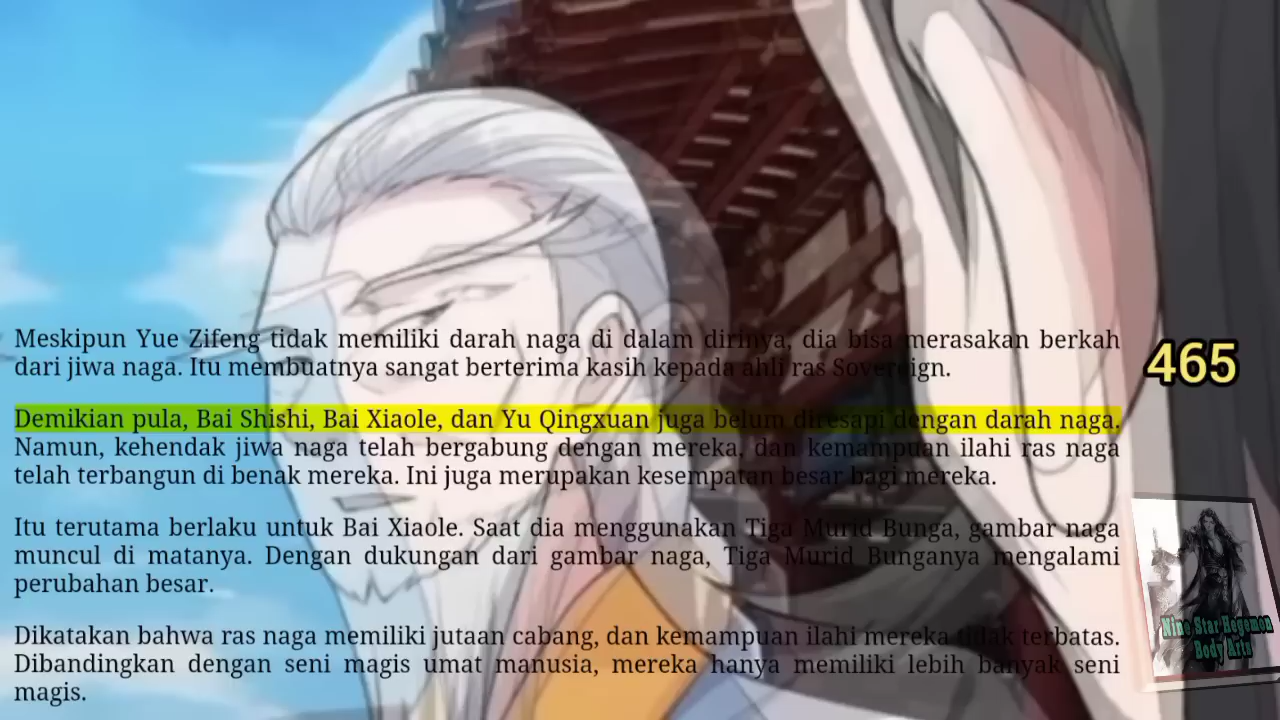 Meskipun Yue Zifeng tidak memiliki darah naga di dalam dirinya, dia bisa merasakan berkah
dari jiwa naga. Itu membuatnya sangat berterima kasih kepada ahli ras Sovereign.
465
Demikian pula, Bai Shishi, Bai Xiaole, dan Yu Qingxuan juga belum diresapi dengan darah naga.
Namun, kehendak jiwa naga telah bergabung dengan mereka, dan kemampuan ilahi ras naga
telah terbangun di benak mereka. Ini juga merupakan kesempatan besar bagi mereka.
Itu terutama berlaku untuk Bai Xiaole. Saat dia menggunakan Tiga Murid Bunga, gambar naga
muncul di matanya. Dengan dukungan dari gambar naga, Tiga Murid Bunganya mengalami
perubahan besar.
Dikatakan bahwa ras naga memiliki jutaan cabang, dan kemampuan ilahi mereka tidak terbatas.
Dibandingkan dengan seni magis umat manusia, mereka hanya memiliki lebih banyak seni
magis.
Nine Star Hegemon
Body Arts